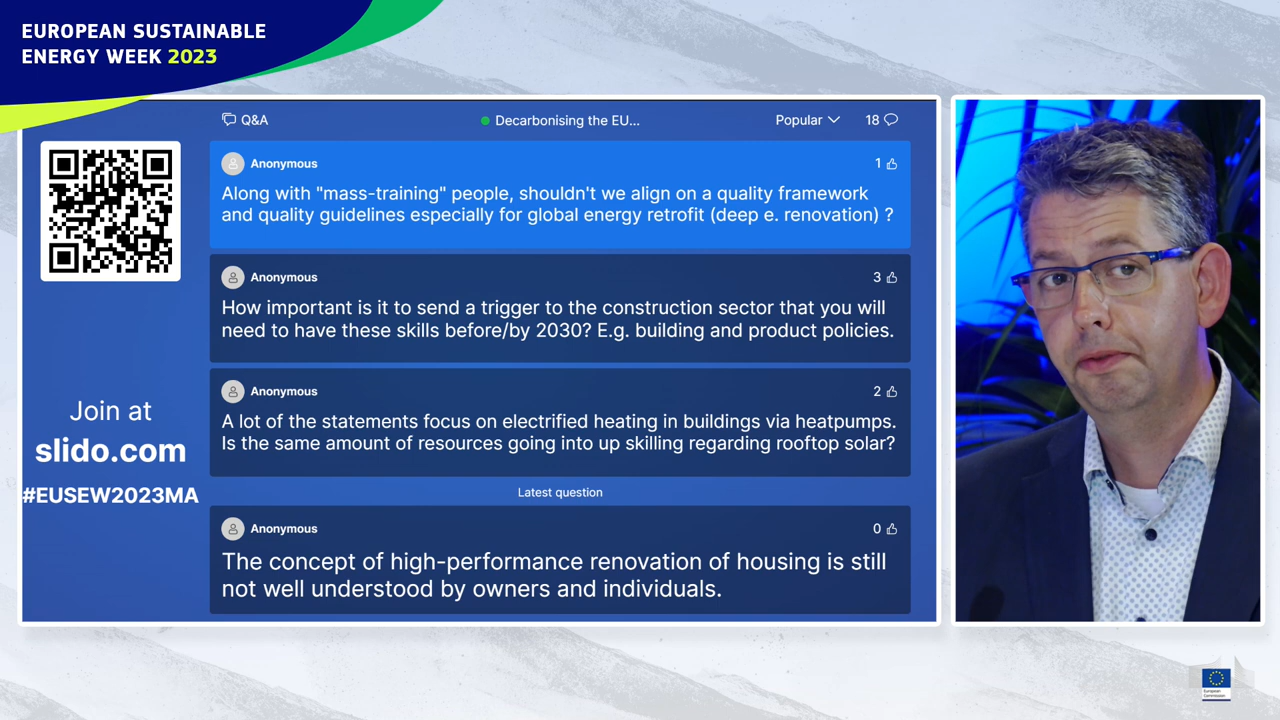 EUROPEAN SUSTAINABLE
ENERGY WEEK 2023
Q&A
Decarbonising the EU...
Popular
18
Anonymous
1
Along with "mass-training" people, shouldn't we align on a quality framework
and quality guidelines especially for global energy retrofit (deep e. renovation) ?
Anonymous
3
How important is it to send a trigger to the construction sector that you will
need to have these skills before/by 2030? E.g. building and product policies.
Anonymous
2
A lot of the statements focus on electrified heating in buildings via heatpumps.
Is the same amount of resources going into up skilling regarding rooftop solar?
Latest question
Anonymous
0
The concept of high-performance renovation of housing is still
not well understood by owners and individuals.
Join at
slido.com
#EUSEW2023MA
European
Commission